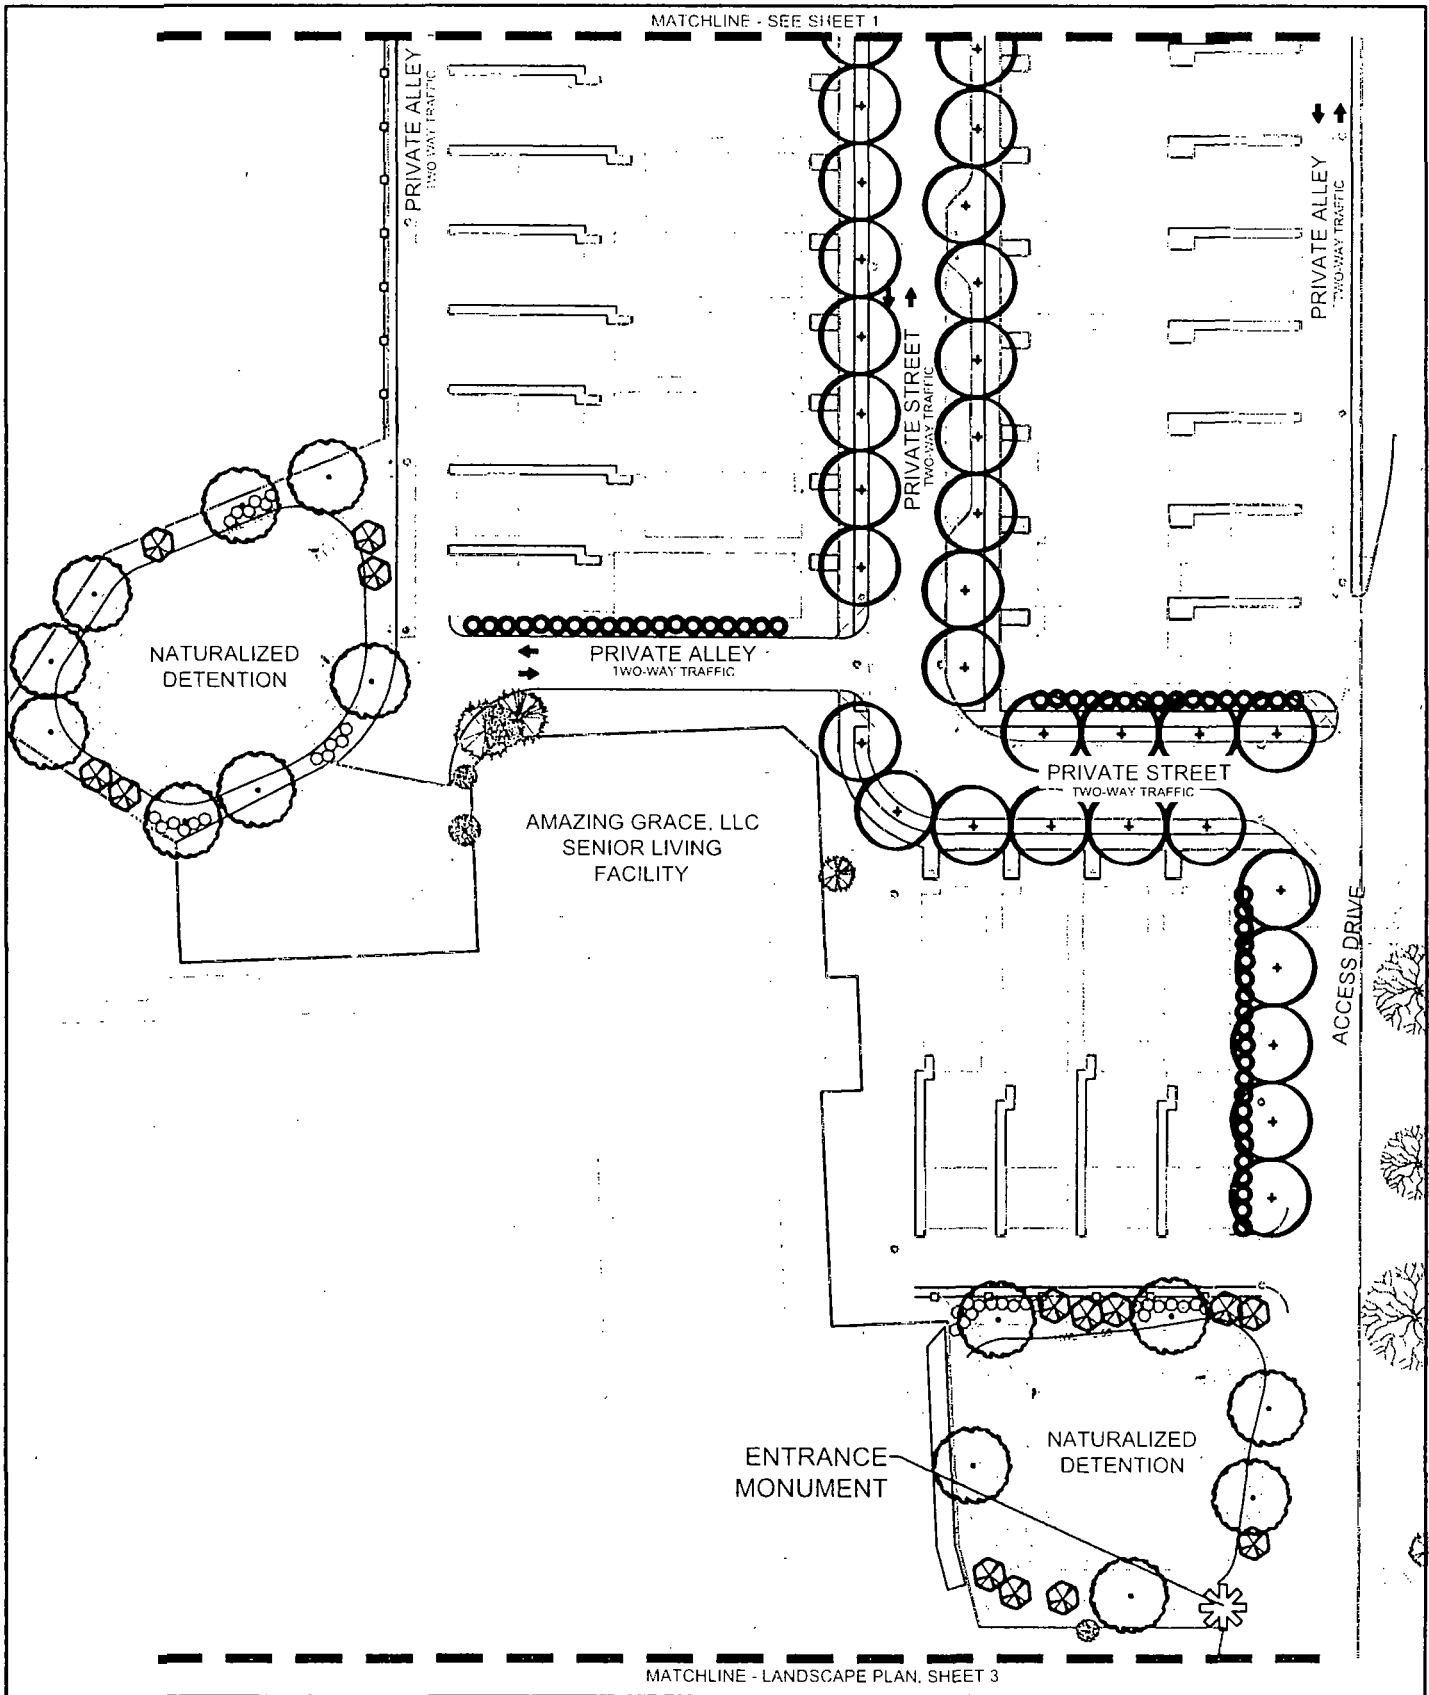 MATCHLINE - SEE SHEET 1
PRIVATE ALLEY
TWO-WAY TRAFFIC
PRIVATE STREET
TWO-WAY TRAFFIC
PRIVATE ALLEY
TWO-WAY TRAFFIC
NATURALIZED
DETENTION
PRIVATE ALLEY
TWO-WAY TRAFFIC
PRIVATE STREET
TWO-WAY TRAFFIC
AMAZING GRACE, LLC
SENIOR LIVING
FACILITY
ACCESS DRIVE
NATURALIZED
DETENTION
ENTRANCE
MONUMENT
MATCHLINE - LANDSCAPE PLAN, SHEET 3